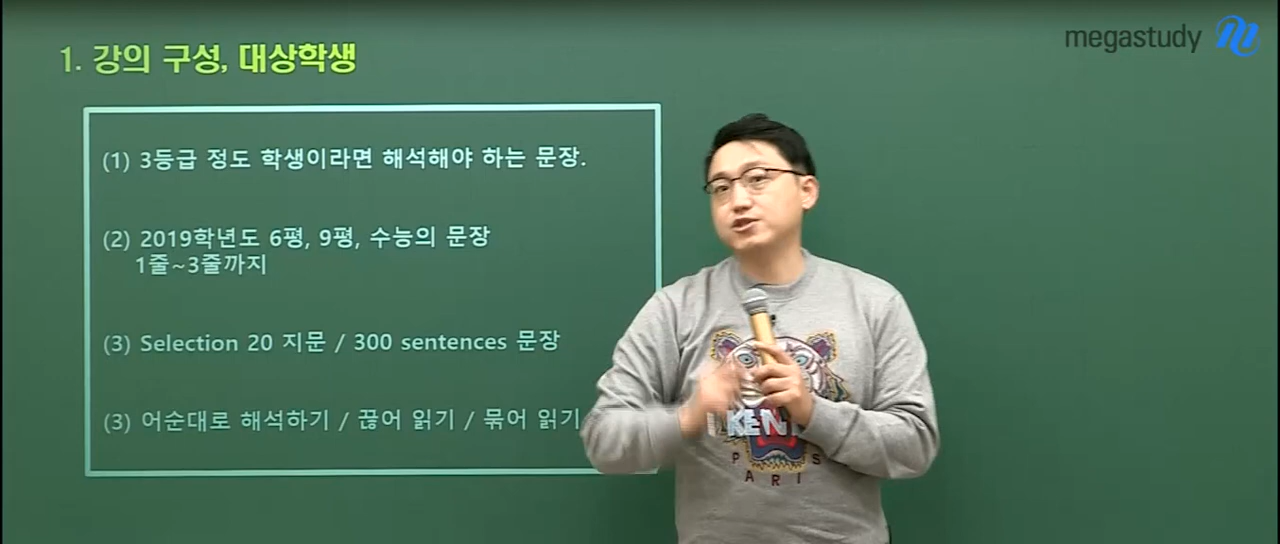 1. 강의 구성, 대상학생
megastudy
(1) 3등급 정도 학생이라면 해석해야 하는 문장.
(2) 2019학년도 6평, 9평, 수능의 문장
1줄~3줄까지
(3) Selection 20 지문 / 300 sentences 문장
(3) 어순대로 해석하기 / 끊어 읽기 / 묶어 읽기
KEN
PARIS